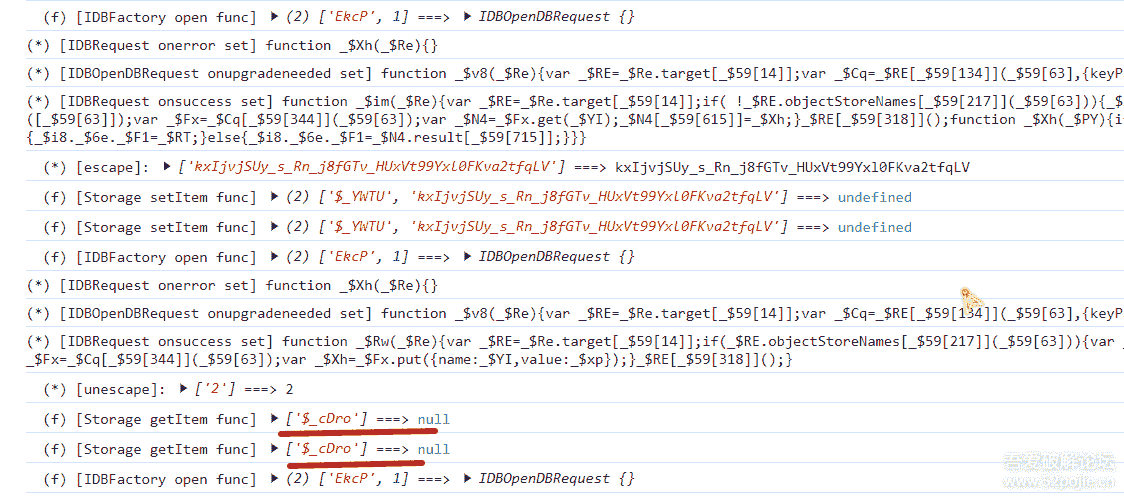 (f) [IDBFactory open func] ▶ (2) ['EkcP', 1] ===> ▶ IDBOpenDBRequest {}
(*) [IDBRequest onerror set] function _$Xh(_$Re){}
(*) [IDBOpenDBRequest onupgradeneeded set] function _$v8(_$Re){var _$RE=_$Re.target[_$59[14]];var _$Cq=_$RE[_$59[134]](_$59[63],{keyP
(*) [IDBRequest onsuccess set] function _$im(_$Re){var _$RE=_$Re.target[_$59[14]];if( !_$RE.objectStoreNames[_$59[217]](_$59[63])){_$
([_$59[63]]);var _$Fx=_$Cq[_$59[344]](_$59[63]);var _$N4=_$Fx.get(_$YI);_$N4[_$59[615]]=_$Xh;}_$RE[_$59[318]]();function _$Xh(_$PY){i
{_$i8._$6e._$F1=_$RT;}else{_$i8._$6e._$F1=_$N4.result[_$59[715]];}}}
(*) [escape]: ▶ ['kxIjvjSUy_s_Rn_j8fGTv_HUxVt99Yxl0FKva2tfqLV'] ===> kxIjvjSUy_s_Rn_j8fGTv_HUxVt99Yxl0FKva2tfqLV
(f) [Storage setItem func] ▶ (2) ['$_YWTU', 'kxIjvjSUy_s_Rn_j8fGTv_HUxVt99Yxl0FKva2tfqLV'] ===> undefined
(f) [Storage setItem func] ▶ (2) ['$_YWTU', 'kxIjvjSUy_s_Rn_j8fGTv_HUxVt99Yxl0FKva2tfqLV'] ===> undefined
(f) [IDBFactory open func] ▶ (2) ['EkcP', 1] ===> ▶ IDBOpenDBRequest {}
(*) [IDBRequest onerror set] function _$Xh(_$Re){}
(*) [IDBOpenDBRequest onupgradeneeded set] function _$v8(_$Re){var _$RE=_$Re.target[_$59[14]];var _$Cq=_$RE[_$59[134]](_$59[63],{keyP
(*) [IDBRequest onsuccess set] function _$Rw(_$Re){var _$RE=_$Re.target[_$59[14]];if(_$RE.objectStoreNames[_$59[217]](_$59[63])){var _
_$Fx=_$Cq[_$59[344]](_$59[63]);var _$Xh=_$Fx.put({name:_$YI,value:_$xp});}_$RE[_$59[318]]();}
(*) [unescape]: ▶ ['2'] ===> 2
(f) [Storage getItem func] ▶ ['$_cDro'] ===> null
(f) [Storage getItem func] ▶ ['$_cDro'] ===> null
(f) [IDBFactory open func] ▶ (2) ['EkcP', 1] ===> ▶ IDBOpenDBRequest {}
吾爱破解论坛
www.52pojie.cn